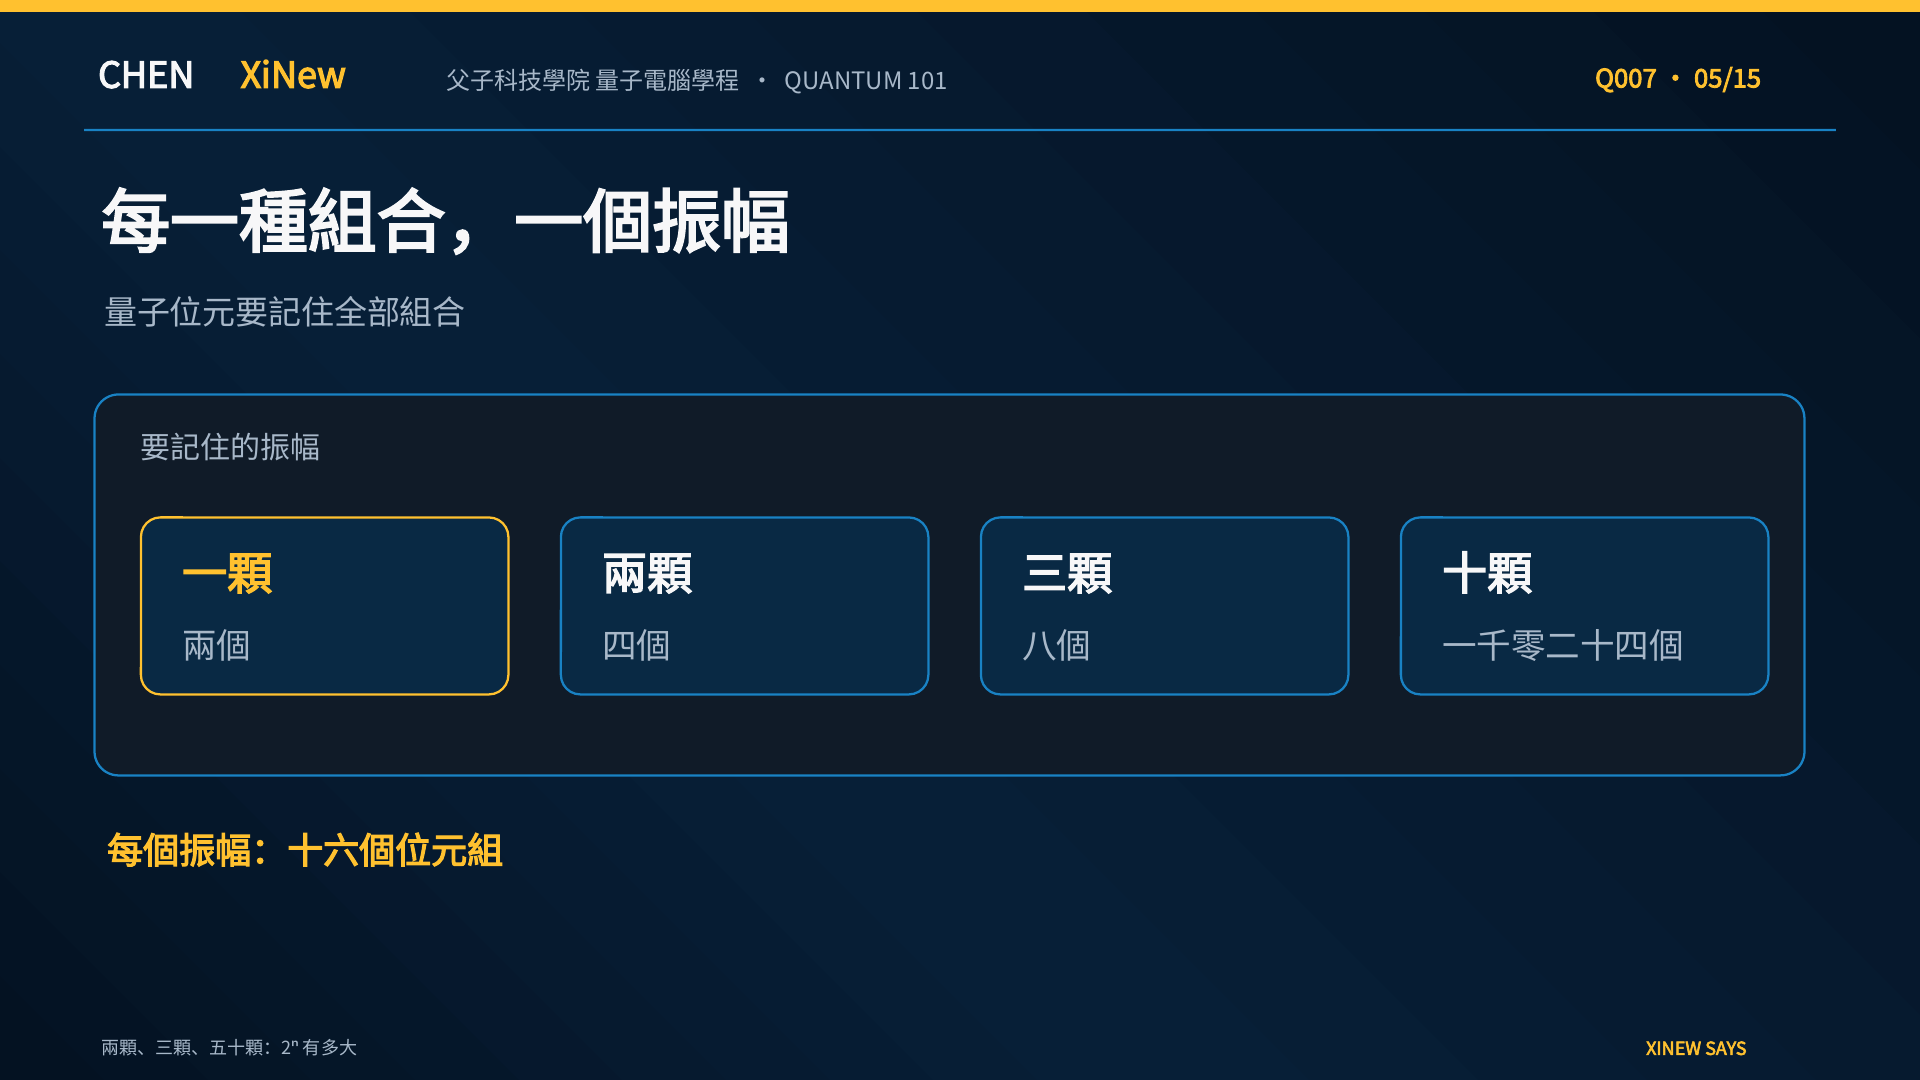 CHEN XiNew 父子科技學院 量子電腦學程 • QUANTUM 101 Q007 • 05/15
每一種組合，一個振幅
量子位元要記住全部組合
要記住的振幅
一顆 兩顆 三顆 十顆
兩個 四個 八個 一千零二十四個
每個振幅：十六個位元組
兩顆、三顆、五十顆：2ⁿ 有多大 XINEW SAYS